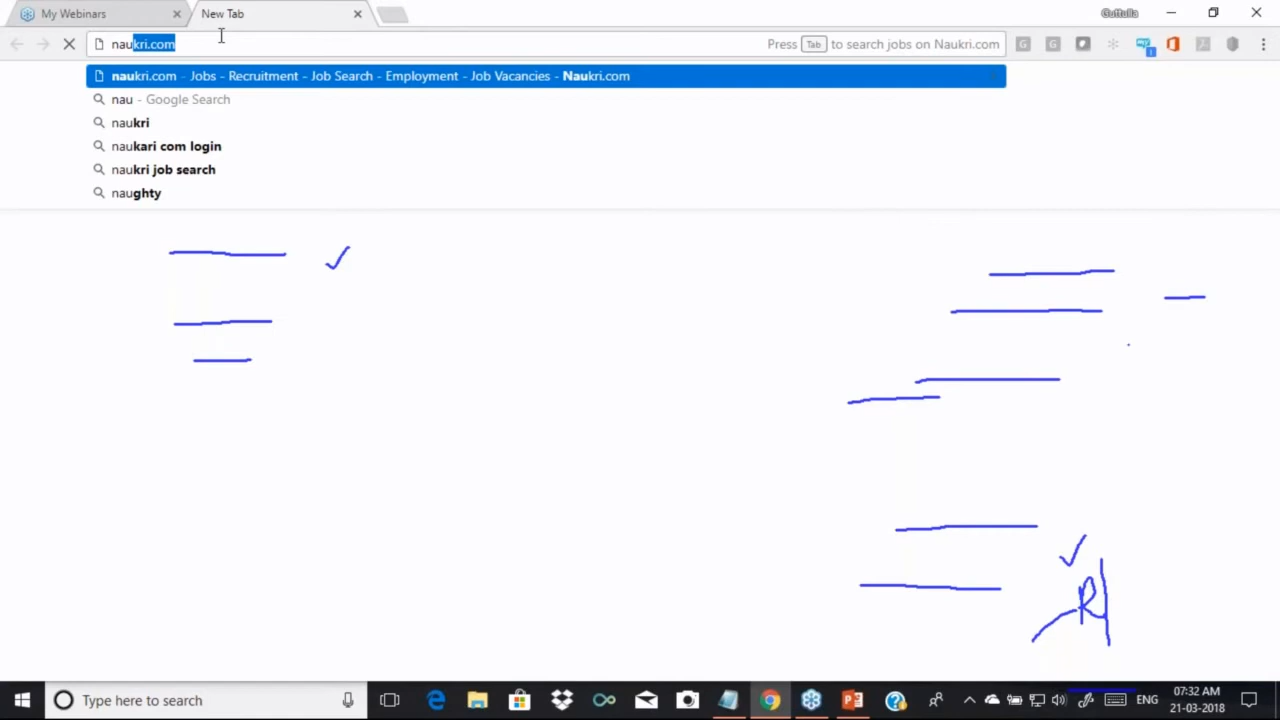 My Webinars
New Tab
Guttulla
naukri.com
Press Tab to search jobs on Naukri.com
naukri.com - Jobs - Recruitment - Job Search - Employment - Job Vacancies - Naukri.com
nau - Google Search
naukri
naukari com login
naukri job search
naughty
R
Type here to search
ENG
07:32 AM
21-03-2018